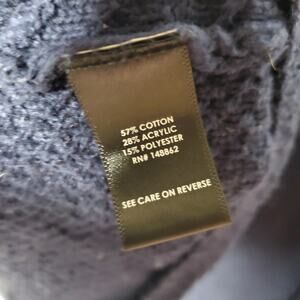 57% COTTON
28% ACRYLIC
15% POLYESTER
RN# 148862
SEE CARE ON REVERSE